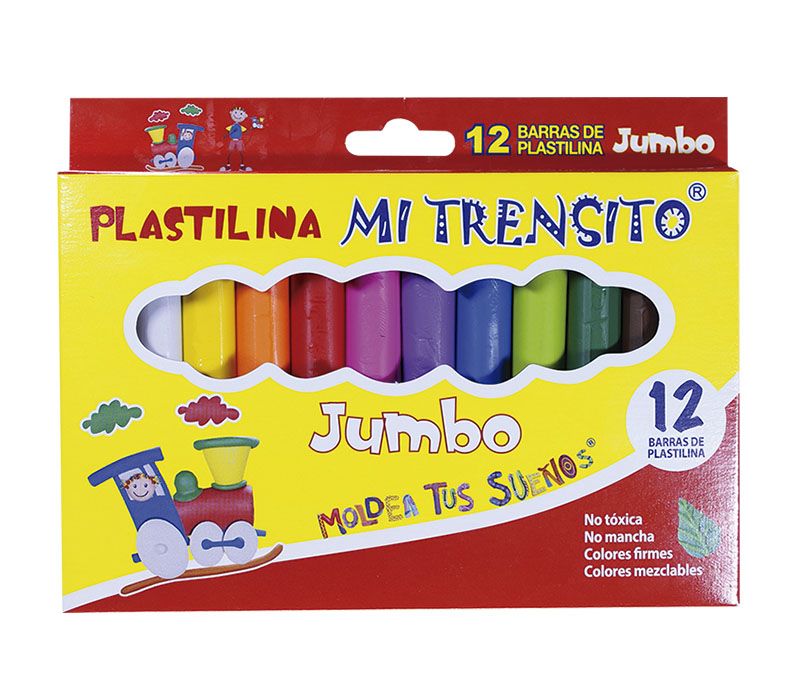 12 BARRAS DE
PLASTILINA
Jumbo
PLASTILINA MI TRENSITO®
Jumbo
MOLDEA TUS SUEÑOS®
12
BARRAS DE
PLASTILINA
No tóxica
No mancha
Colores firmes
Colores mezclables